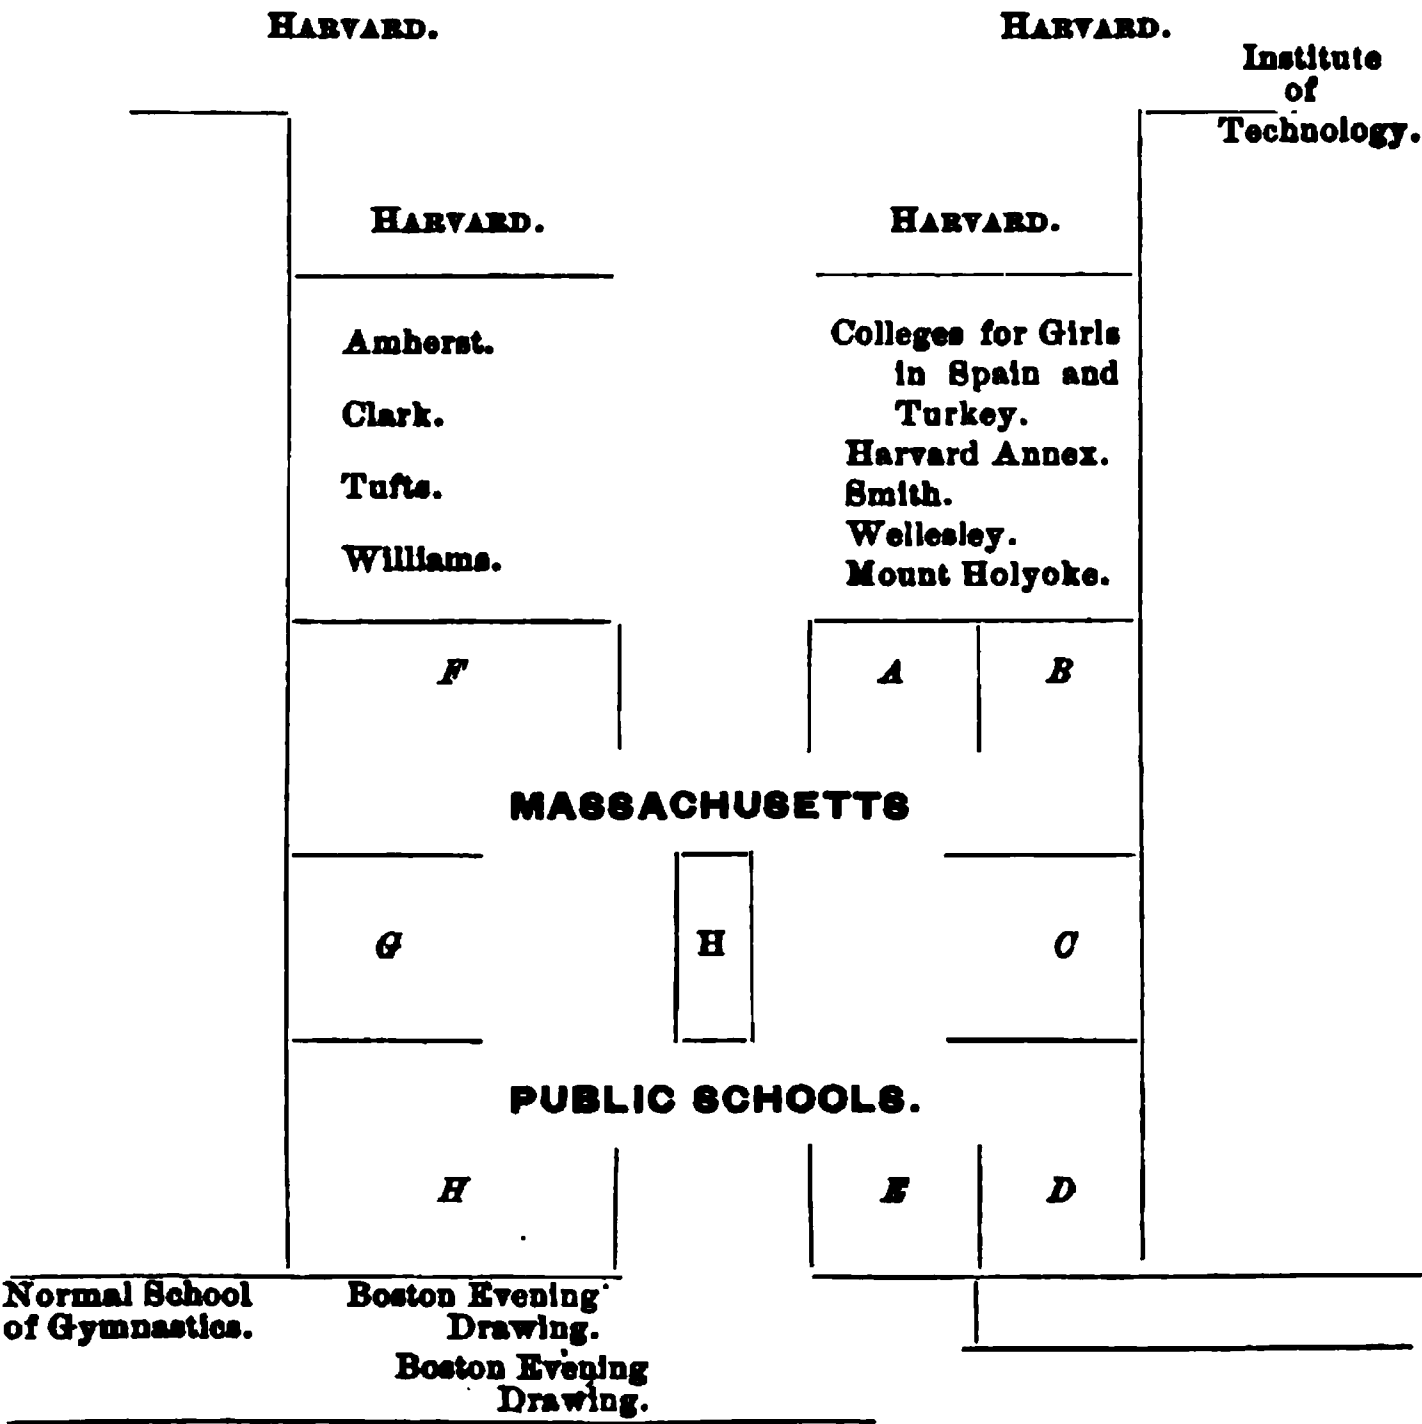 HARVARD.
HARVARD.
Institute
of
Technology.
HARVARD.
HARVARD.
Amherst.
Clark.
Tufts.
Williams.
Colleges for Girls
in Spain and
Turkey.
Harvard Annex.
Smith.
Wellesley.
Mount Holyoke.
F
A
B
MASSACHUSETTS
G
H
C
PUBLIC SCHOOLS.
H
E
D
Normal School
of Gymnastics.
Boston Evening
Drawing.
Boston Evening
Drawing.